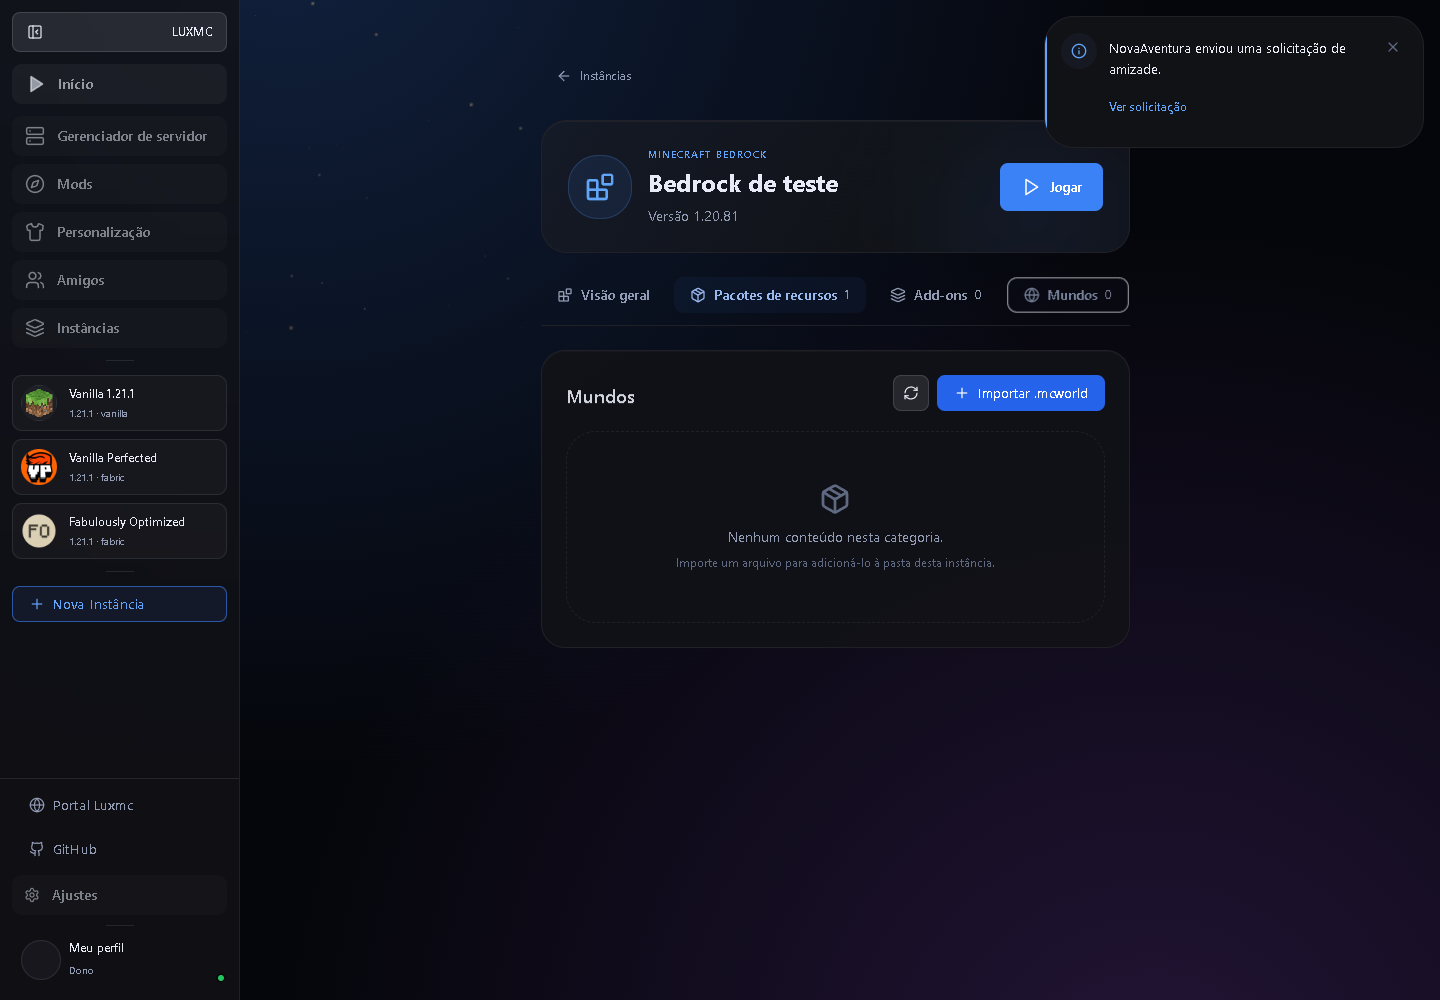 LUXMC
Início
Gerenciador de servidor
Mods
Personalização
Amigos
Instâncias
Vanilla 1.21.1
1.21.1 · vanilla
Vanilla Perfected
1.21.1 · fabric
Fabulously Optimized
1.21.1 · fabric
Nova Instância
Portal Luxmc
GitHub
Ajustes
Meu perfil
Dono
Instâncias
MINECRAFT BEDROCK
Bedrock de teste
Versão 1.20.81
Jogar
Visão geral
Pacotes de recursos 1
Add-ons 0
Mundos 0
Mundos
Importar .mcworld
Nenhum conteúdo nesta categoria.
Importe um arquivo para adicioná-lo à pasta desta instância.
NovaAventura enviou uma solicitação de
amizade.
Ver solicitação
VP
FO